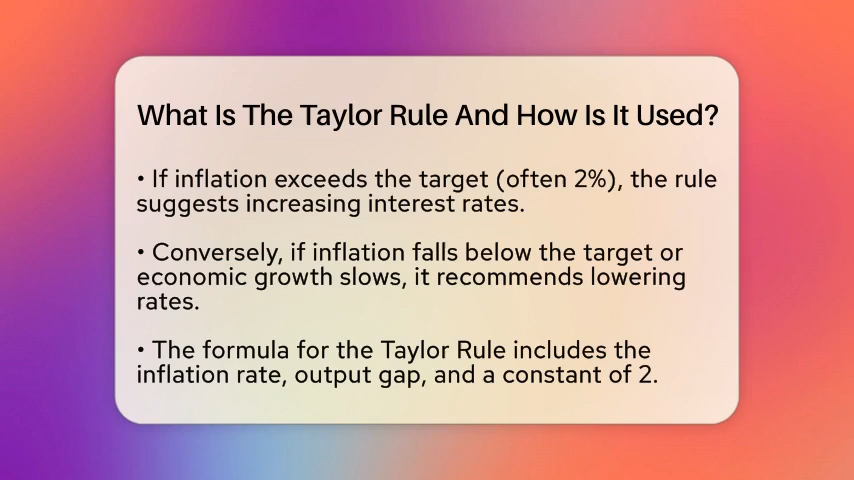 What Is The Taylor Rule And How Is It Used?
• If inflation exceeds the target (often 2%), the rule
suggests increasing interest rates.
• Conversely, if inflation falls below the target or
economic growth slows, it recommends lowering
rates.
• The formula for the Taylor Rule includes the
inflation rate, output gap, and a constant of 2.